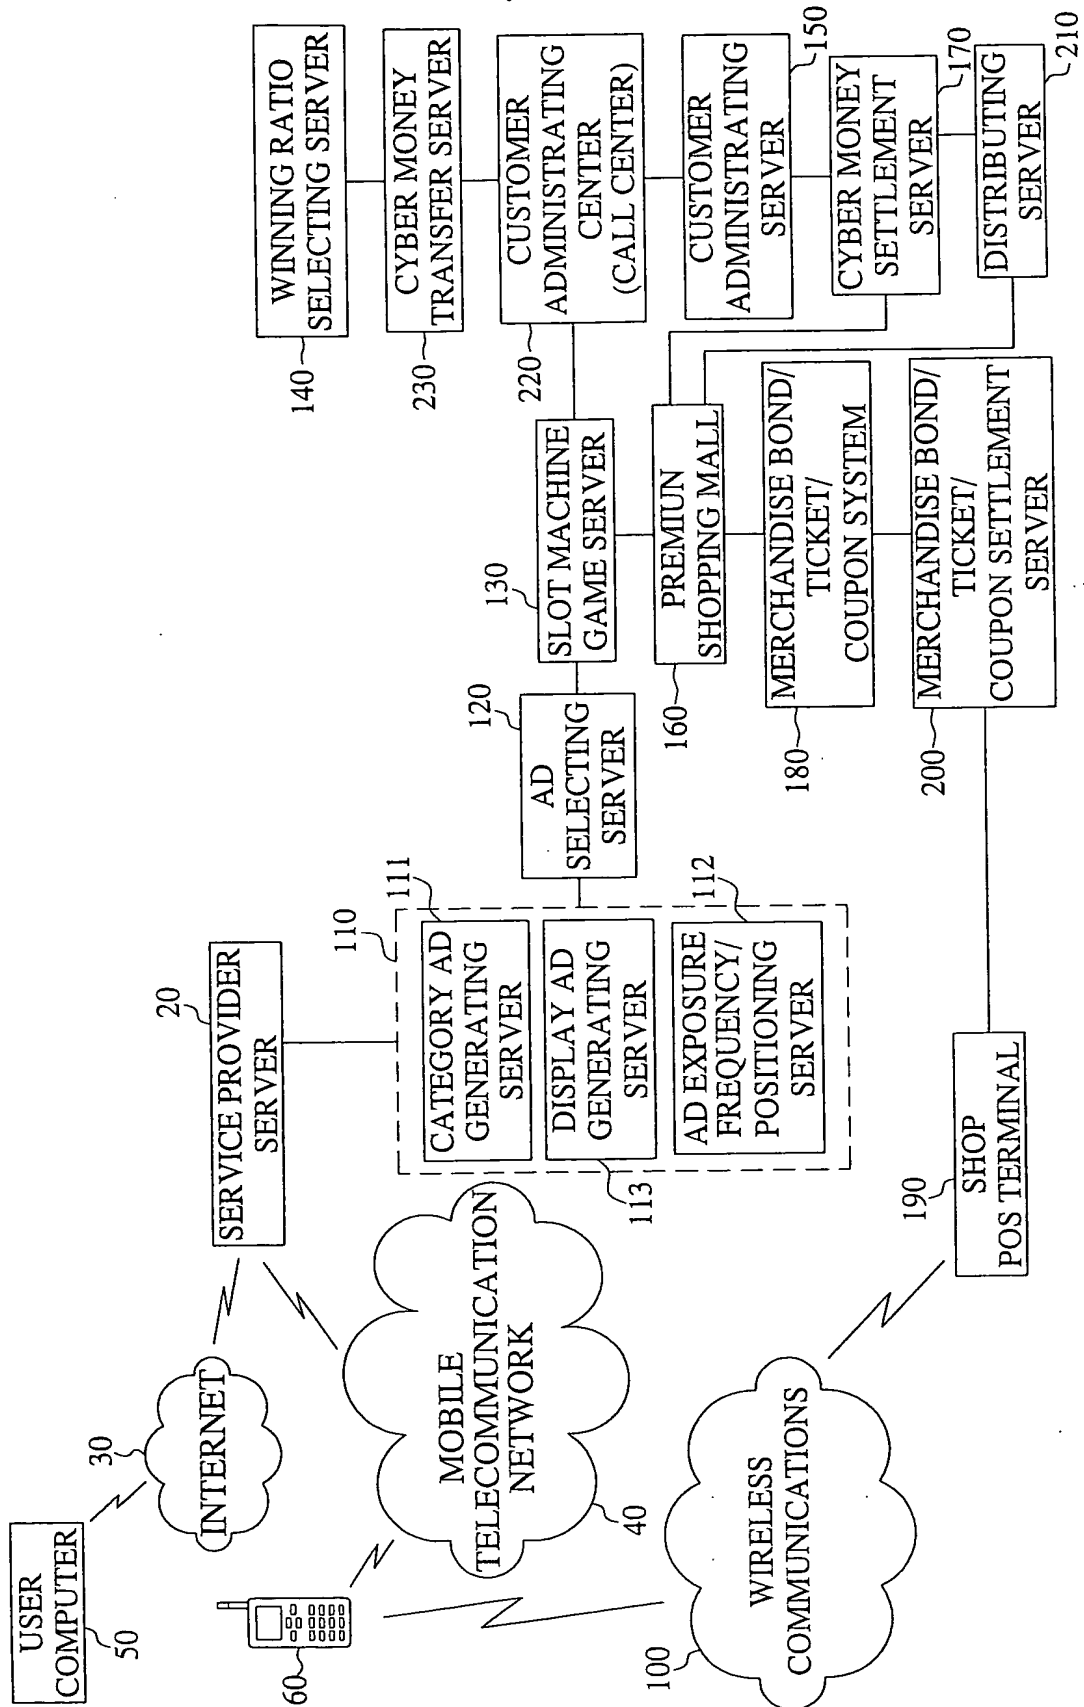 USER
COMPUTER
50
30
INTERNET
60
MOBILE
TELECOMMUNICATION
NETWORK
40
WIRELESS
COMMUNICATIONS
100
20
SERVICE PROVIDER
SERVER
110
111
CATEGORY AD
GENERATING
SERVER
DISPLAY AD
GENERATING
SERVER
113
112
AD EXPOSURE
FREQUENCY/
POSITIONING
SERVER
120
AD
SELECTING
SERVER
130
SLOT MACHINE
GAME SERVER
PREMIUN
SHOPPING MALL
160
MERCHANDISE BOND/
TICKET/
COUPON SYSTEM
180
MERCHANDISE BOND/
TICKET/
COUPON SETTLEMENT
SERVER
200
190
SHOP
POS TERMINAL
WINNING RATIO
SELECTING SERVER
140
CYBER MONEY
TRANSFER SERVER
230
CUSTOMER
ADMINISTRATING
CENTER
(CALL CENTER)
220
CUSTOMER
ADMINISTRATING
SERVER
150
CYBER MONEY
SETTLEMENT
SERVER
170
DISTRIBUTING
SERVER
210